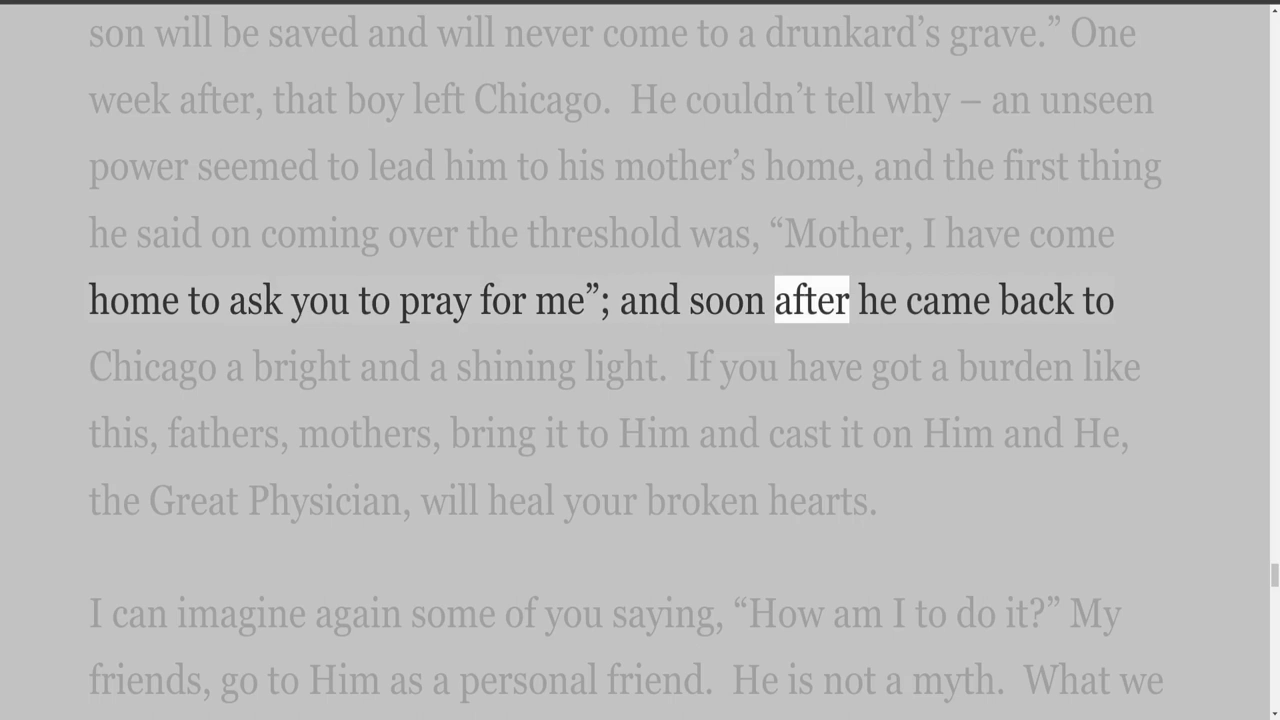 son will be saved and will never come to a drunkard’s grave.” One
week after, that boy left Chicago.  He couldn’t tell why – an unseen
power seemed to lead him to his mother’s home, and the first thing
he said on coming over the threshold was, “Mother, I have come
home to ask you to pray for me”; and soon after he came back to
Chicago a bright and a shining light.  If you have got a burden like
this, fathers, mothers, bring it to Him and cast it on Him and He,
the Great Physician, will heal your broken hearts.
I can imagine again some of you saying, “How am I to do it?” My
friends, go to Him as a personal friend.  He is not a myth.  What we